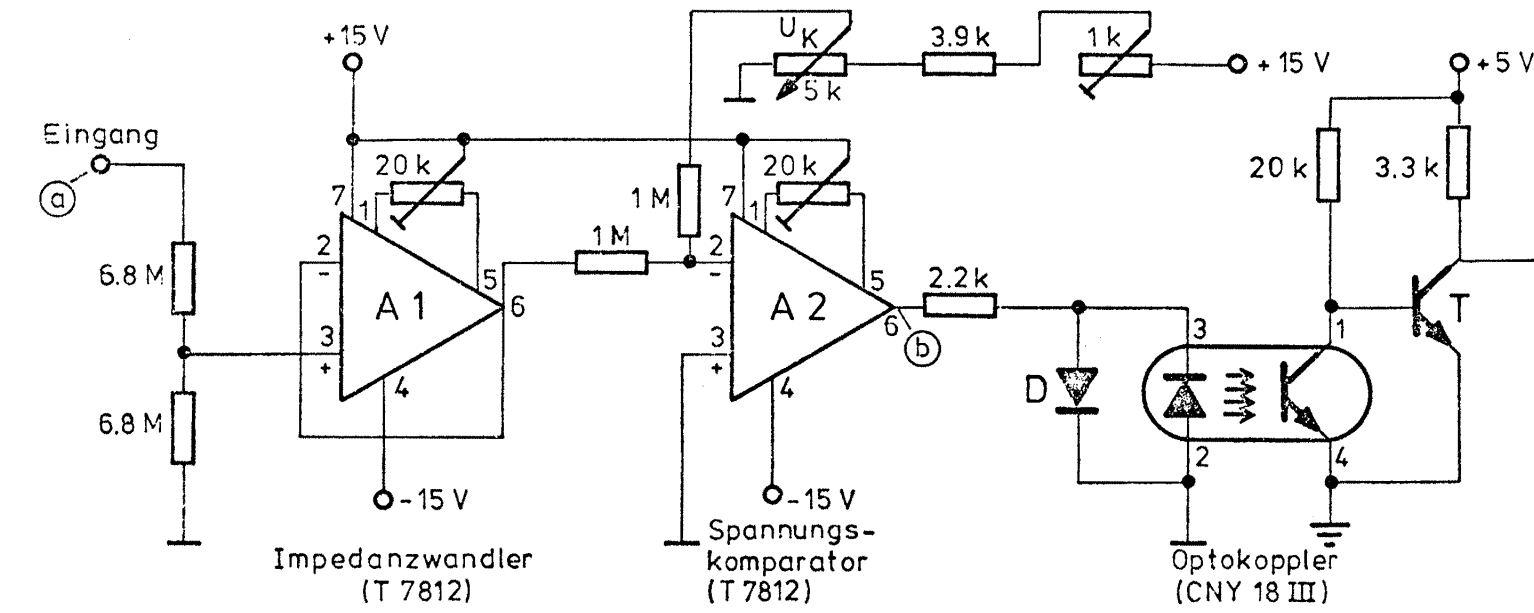 +15 V
U K
5 k
3.9 k
1 k
+ 15 V
+5 V
Eingang
a
6.8 M
6.8 M
20 k
7
1
2
-
3
+
A 1
5
6
4
-15 V
1 M
1 M
20 k
7
1
2
-
3
+
A 2
5
6
4
-15 V
b
2.2 k
D
3
2
1
4
20 k
3.3 k
T
Impedanzwandler
(T 7812)
Spannungs-
komparator
(T 7812)
Optokoppler
(CNY 18 III)